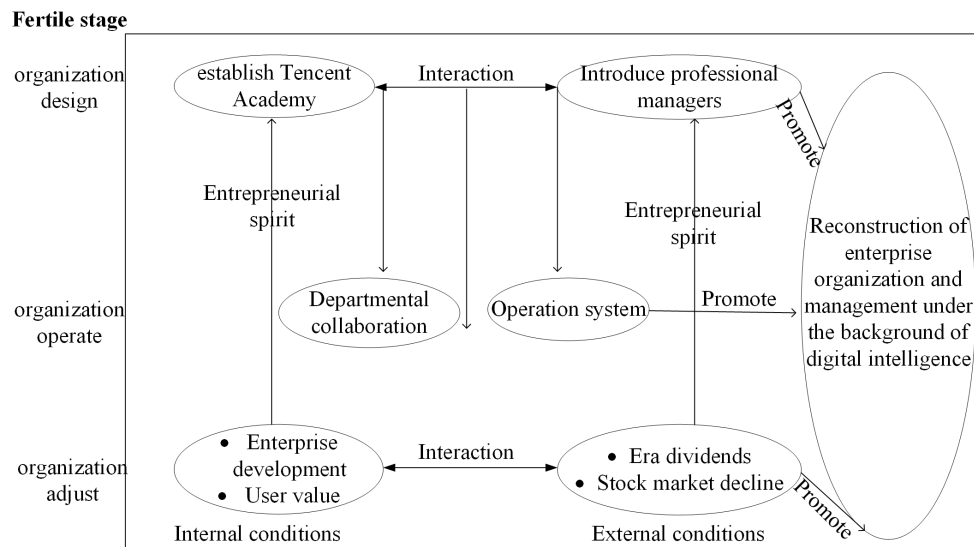 Fertile stage
organization
design
establish Tencent
Academy
Interaction
Introduce professional
managers
Promote
Entrepreneurial
spirit
Entrepreneurial
spirit
Reconstruction of
enterprise
organization and
management under
the background of
digital intelligence
organization
operate
Departmental
collaboration
Operation system
Promote
organization
adjust
● Enterprise
development
● User value
Interaction
● Era dividends
● Stock market decline
Promote
Internal conditions
External conditions